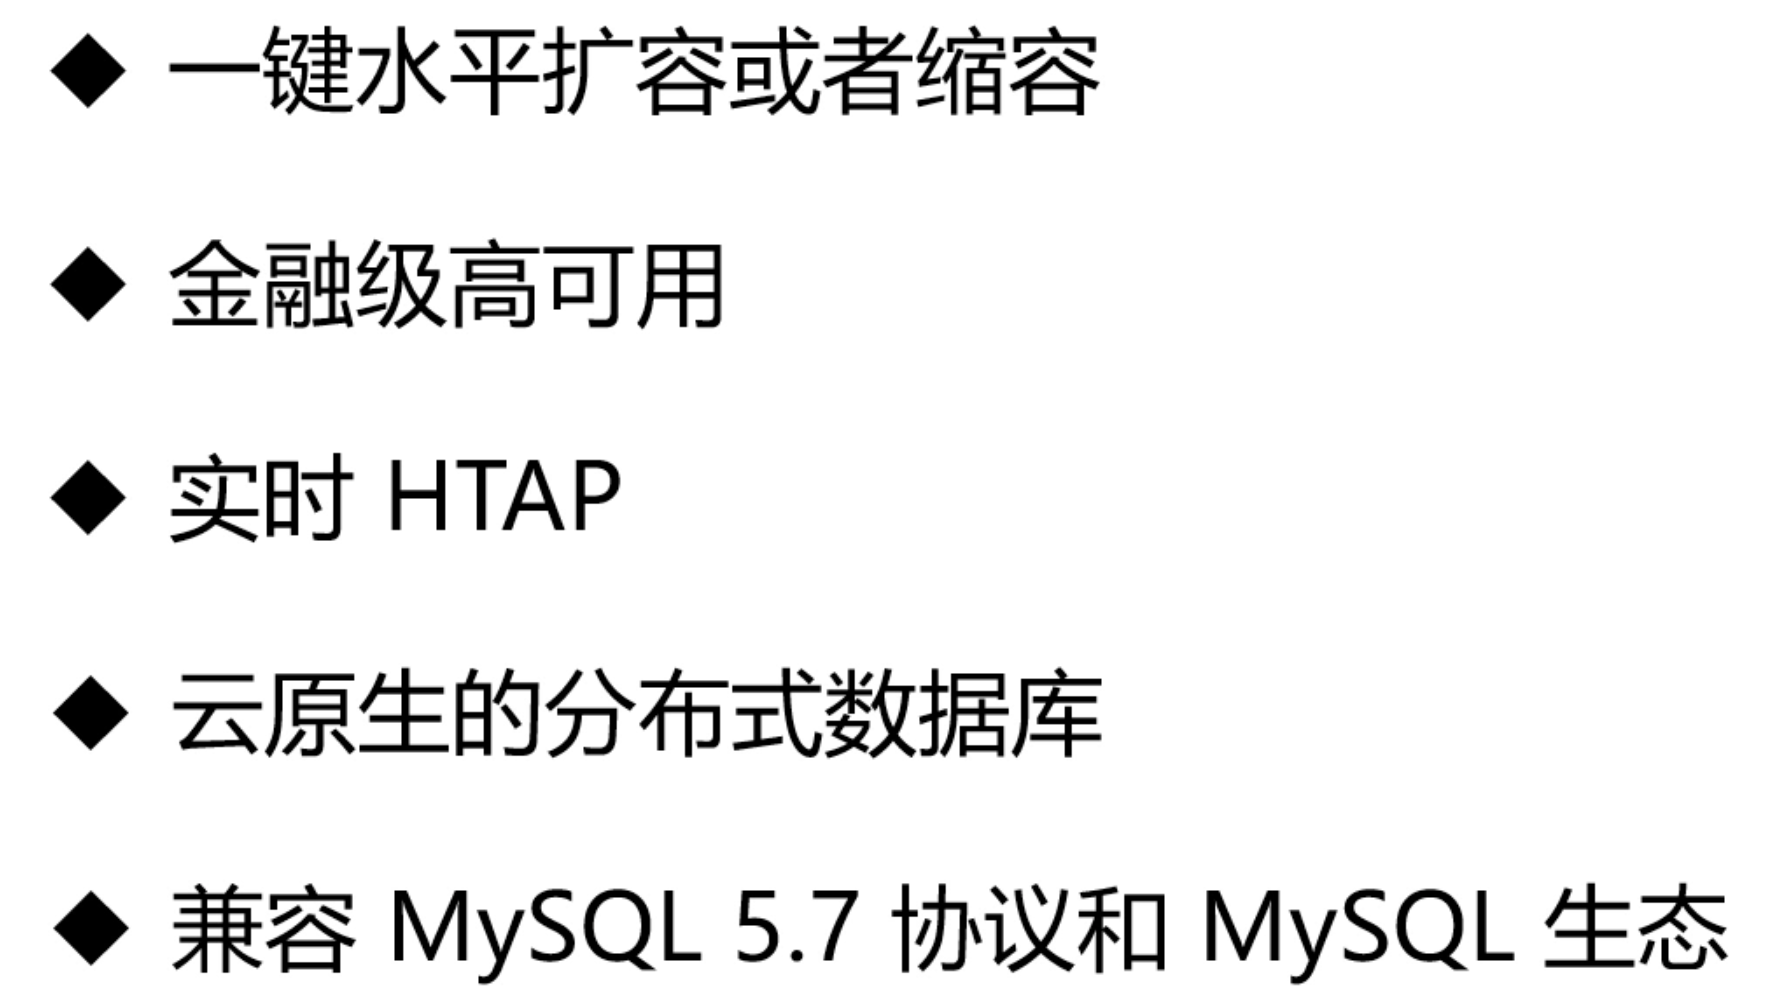 ◆ 一键水平扩容或者缩容
◆ 金融级高可用
◆ 实时 HTAP
◆ 云原生的分布式数据库
◆ 兼容 MySQL 5.7 协议和 MySQL 生态